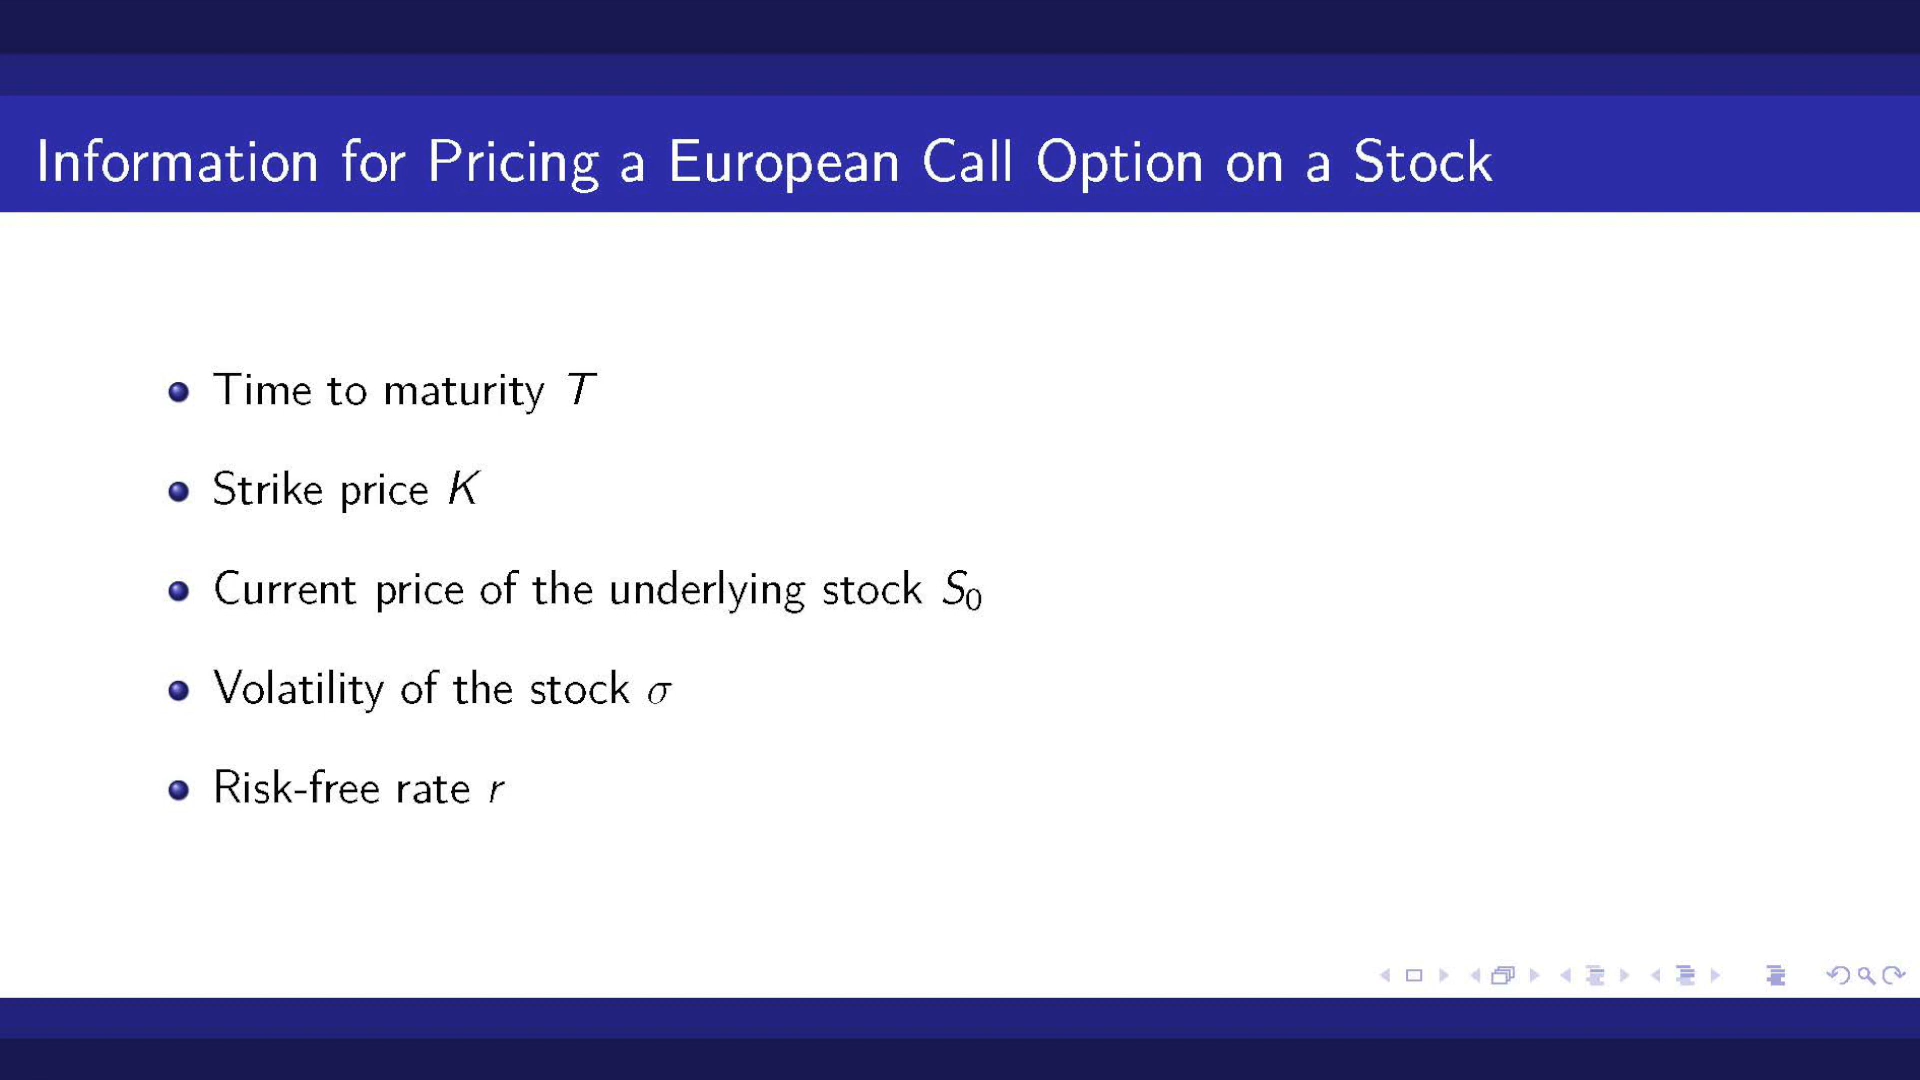 Information for Pricing a European Call Option on a Stock
Time to maturity T
Strike price K
Current price of the underlying stock S₀
Volatility of the stock σ
Risk-free rate r